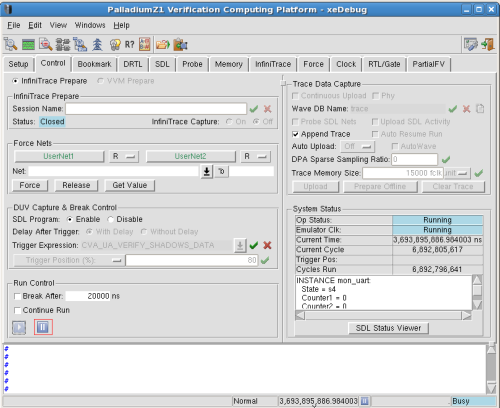 PalladiumZ1 Verification Computing Platform - xeDebug
File Edit View Tools Windows Help
R?
Setup Control Bookmark DRTL SDL Probe Memory InfiniTrace Force Clock RTL/Gate PartialFV
InfiniTrace Prepare VVM Prepare
InfiniTrace Prepare
Session Name:
Status: Closed InfiniTrace Capture: On Off
Force Nets
UserNet1 R UserNet2 R
Net: 'b
Force Release Get Value
DUV Capture & Break Control
SDL Program: Enable Disable
Delay After Trigger: With Delay Without Delay
Trigger Expression: CVA_UA_VERIFY_SHADOWS_DATA
Trigger Position (%): 80
Run Control
Break After: 20000 ns
Continue Run
Trace Data Capture
Continuous Upload Phy
Wave DB Name: trace
Probe SDL Nets Upload SDL Activity
Append Trace Auto Resume Run
Auto Upload: Off AutoWave
DPA Sparse Sampling Ratio: 0
Trace Memory Size: 15000 fclk unit
Upload Prepare Offline Clear Trace
System Status
Op Status: Running
Emulator Clk: Running
Current Time: 3,693,895,886.984003 ns
Current Cycle 6,892,805,617
Trigger Pos:
Cycles Run 6,892,796,641
INSTANCE mon_uart
State = s4
Counter1 = 0
Counter2 = 0
SDL Status Viewer
#
#
#
#
#
Normal 3,693,895,886.984003 Busy